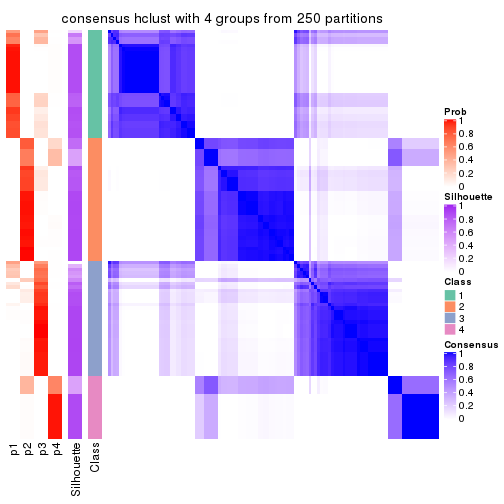 consensus hclust with 4 groups from 250 partitions
Prob
1
0.8
0.6
0.4
0.2
0
Silhouette
1
0.8
0.6
0.4
0.2
0
Class
1
2
3
4
Consensus
1
0.8
0.6
0.4
0.2
0
p1
p2
p3
p4
Silhouette
Class